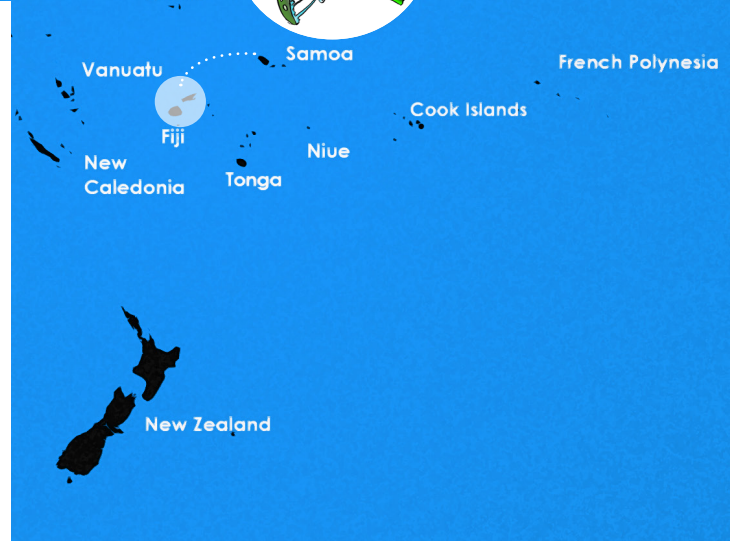 Samoa
French Polynesia
Vanuatu
Cook Islands
Fiji
Niue
New
Caledonia
Tonga
New Zealand